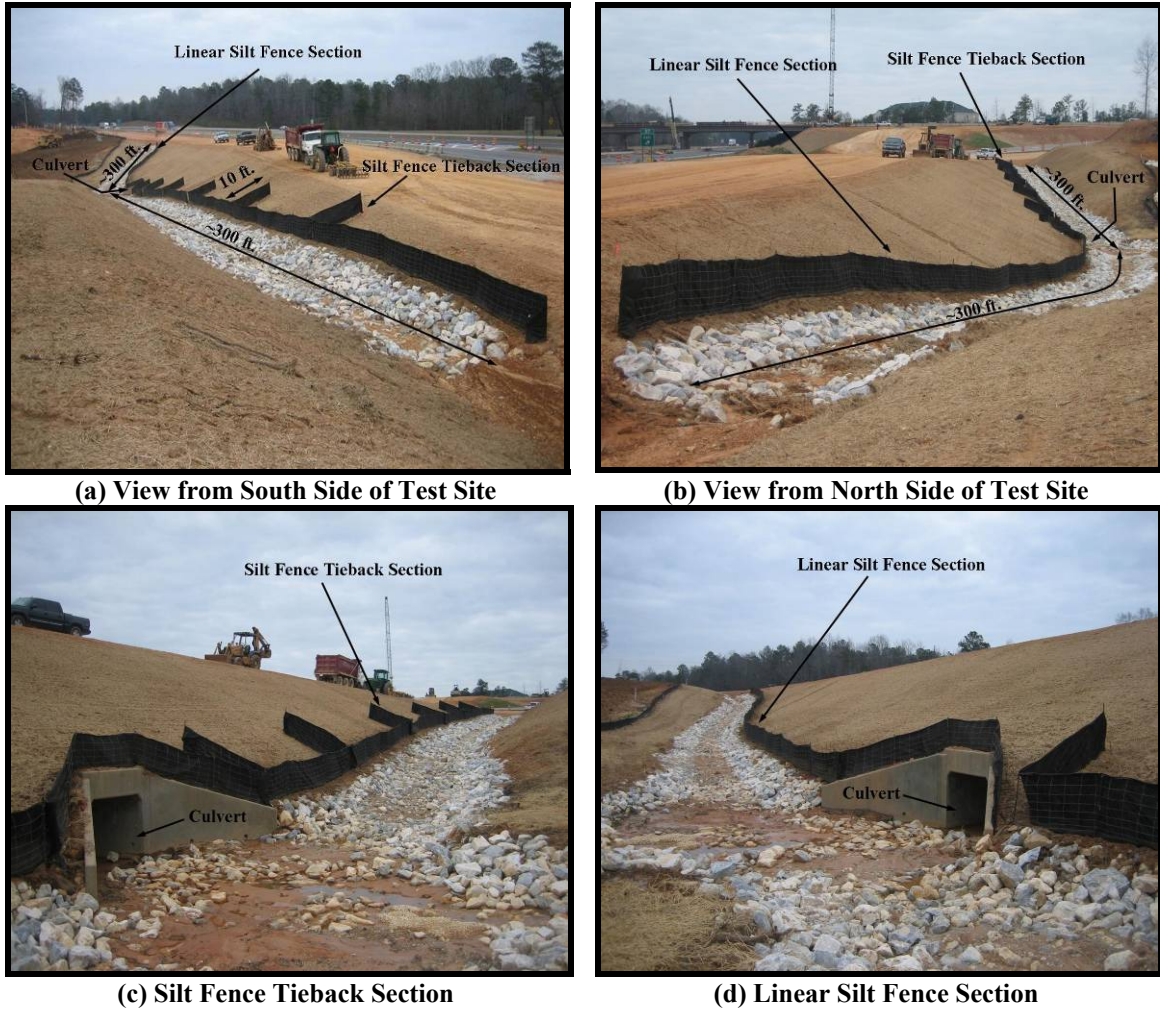 Linear Silt Fence Section
Culvert
~300 ft.
10 ft.
Silt Fence Tieback Section
~300 ft.
(a) View from South Side of Test Site
Silt Fence Tieback Section
Linear Silt Fence Section
~300 ft.
Culvert
~300 ft.
(b) View from North Side of Test Site
Silt Fence Tieback Section
Culvert
(c) Silt Fence Tieback Section
Linear Silt Fence Section
Culvert
(d) Linear Silt Fence Section